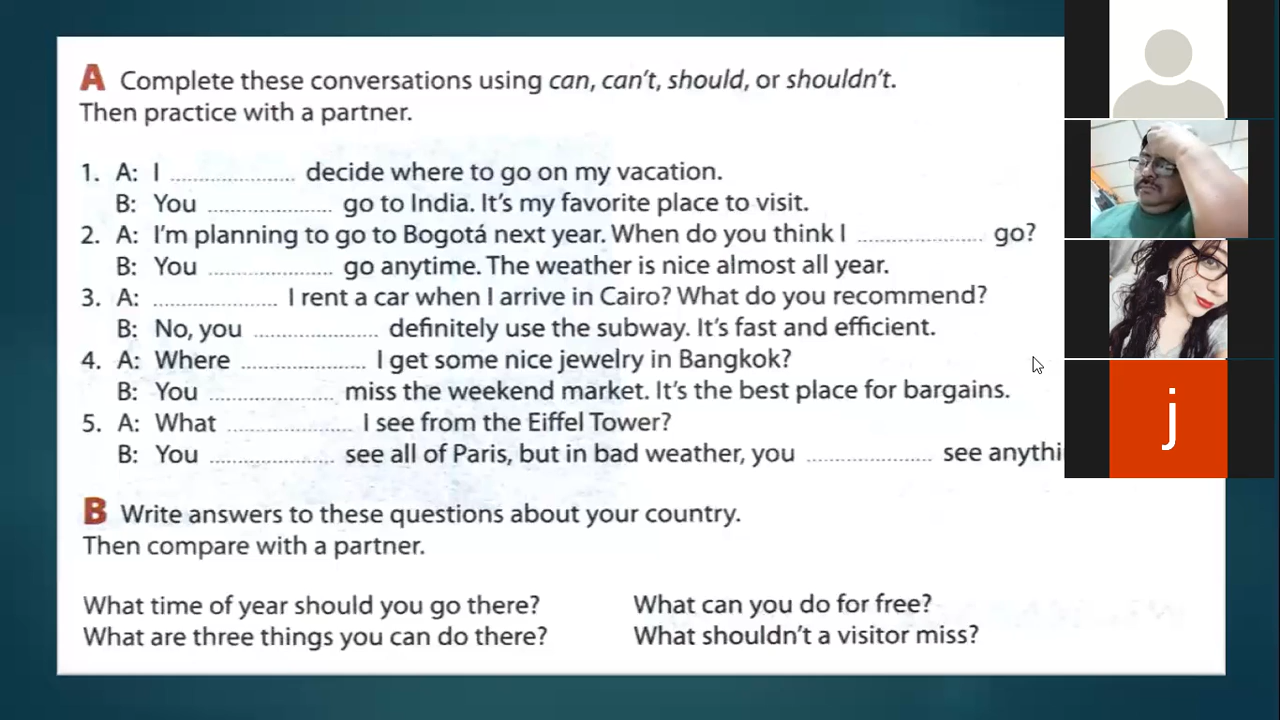 A Complete these conversations using can, can't, should, or shouldn't.
Then practice with a partner.
1. A: I .................... decide where to go on my vacation.
B: You .................... go to India. It's my favorite place to visit.
2. A: I'm planning to go to Bogotá next year. When do you think I .................... go?
B: You .................... go anytime. The weather is nice almost all year.
3. A: .................... I rent a car when I arrive in Cairo? What do you recommend?
B: No, you .................... definitely use the subway. It's fast and efficient.
4. A: Where .................... I get some nice jewelry in Bangkok?
B: You .................... miss the weekend market. It's the best place for bargains.
5. A: What .................... I see from the Eiffel Tower?
B: You .................... see all of Paris, but in bad weather, you .................... see anythi
B Write answers to these questions about your country.
Then compare with a partner.
What time of year should you go there?
What are three things you can do there?
What can you do for free?
What shouldn't a visitor miss?
j